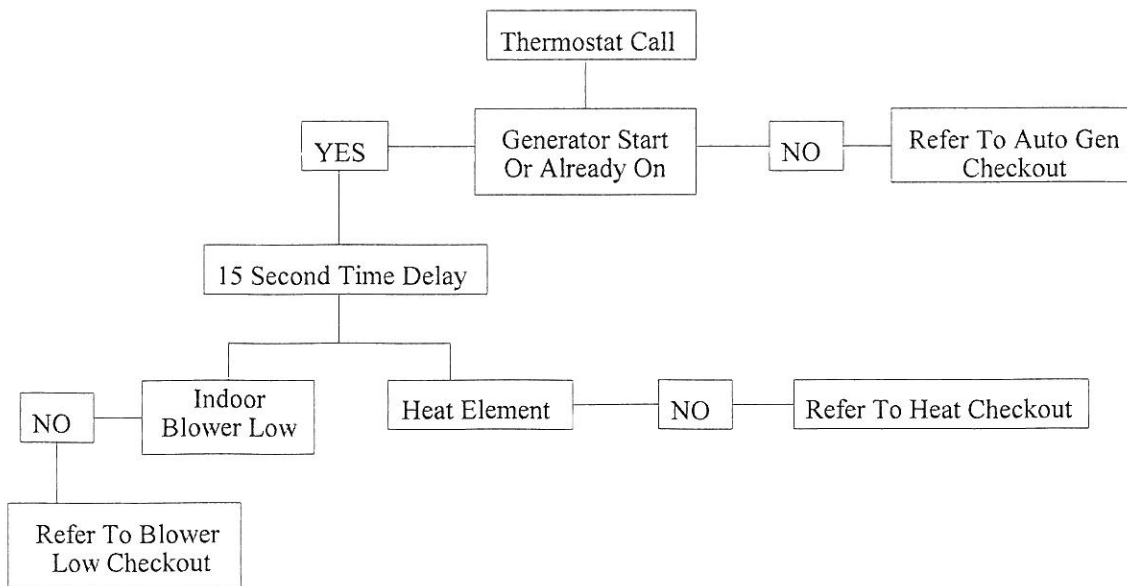 Thermostat Call
YES
Generator Start
Or Already On
NO
Refer To Auto Gen
Checkout
15 Second Time Delay
NO
Indoor
Blower Low
Heat Element
NO
Refer To Heat Checkout
Refer To Blower
Low Checkout